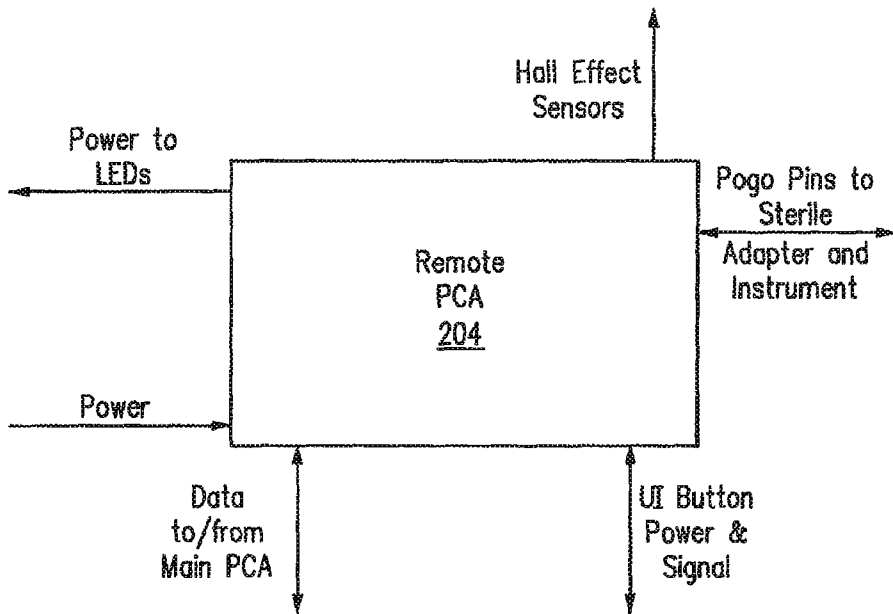 Hall Effect
Sensors
Power to
LEDs
Pogo Pins to
Sterile
Adapter and
Instrument
Remote
PCA
204
Power
Data
to/from
Main PCA
UI Button
Power &
Signal